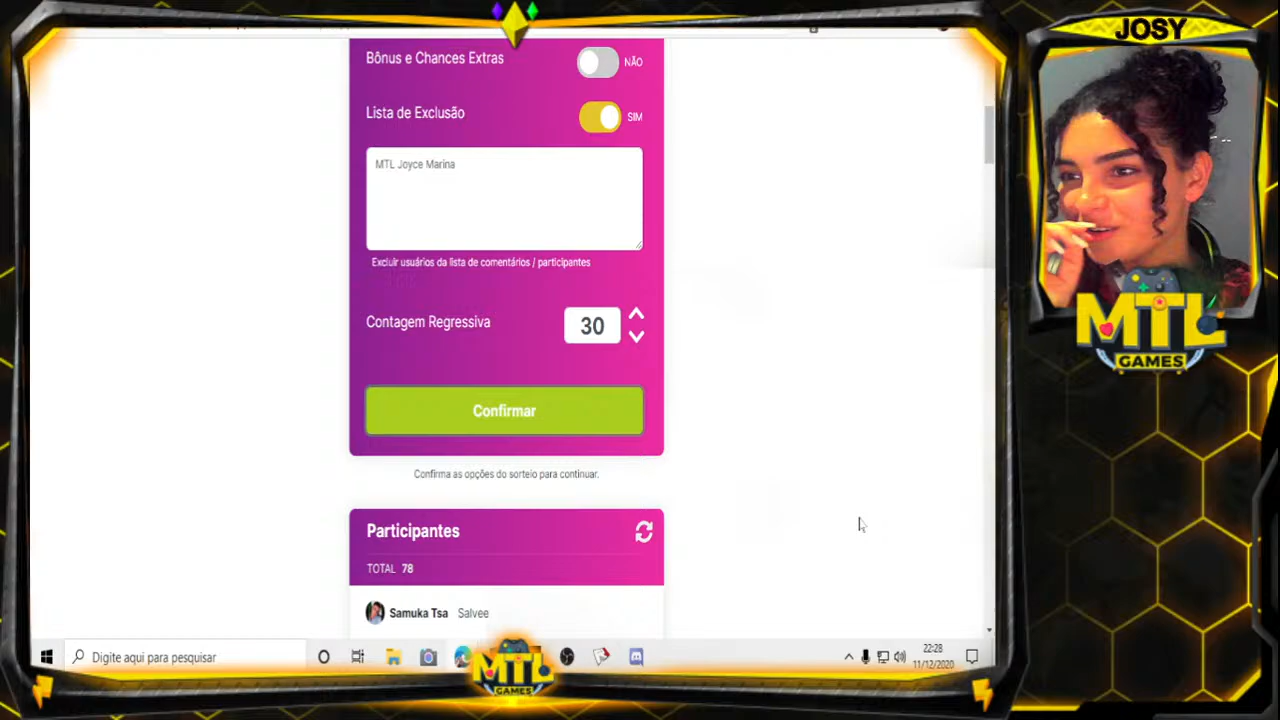 JOSY
Bônus e Chances Extras
NÃO
Lista de Exclusão
SIM
MTL Joyce Marina
Excluir usuários da lista de comentários / participantes
Contagem Regressiva
30
Confirmar
Confirma as opções do sorteio para continuar.
Participantes
TOTAL 78
Samuka Tsa Salvee
MTL
GAMES
Digite aqui para pesquisar
MTL
GAMES
22:28
11/12/2020